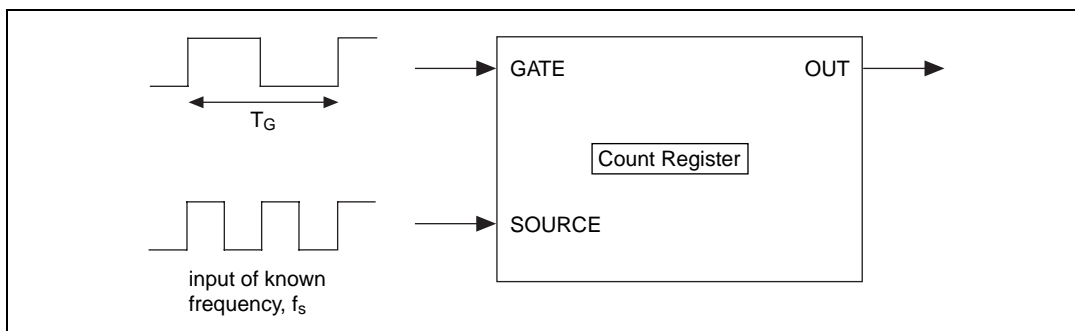 GATE
OUT
T_G
Count Register
SOURCE
input of known
frequency, f_s